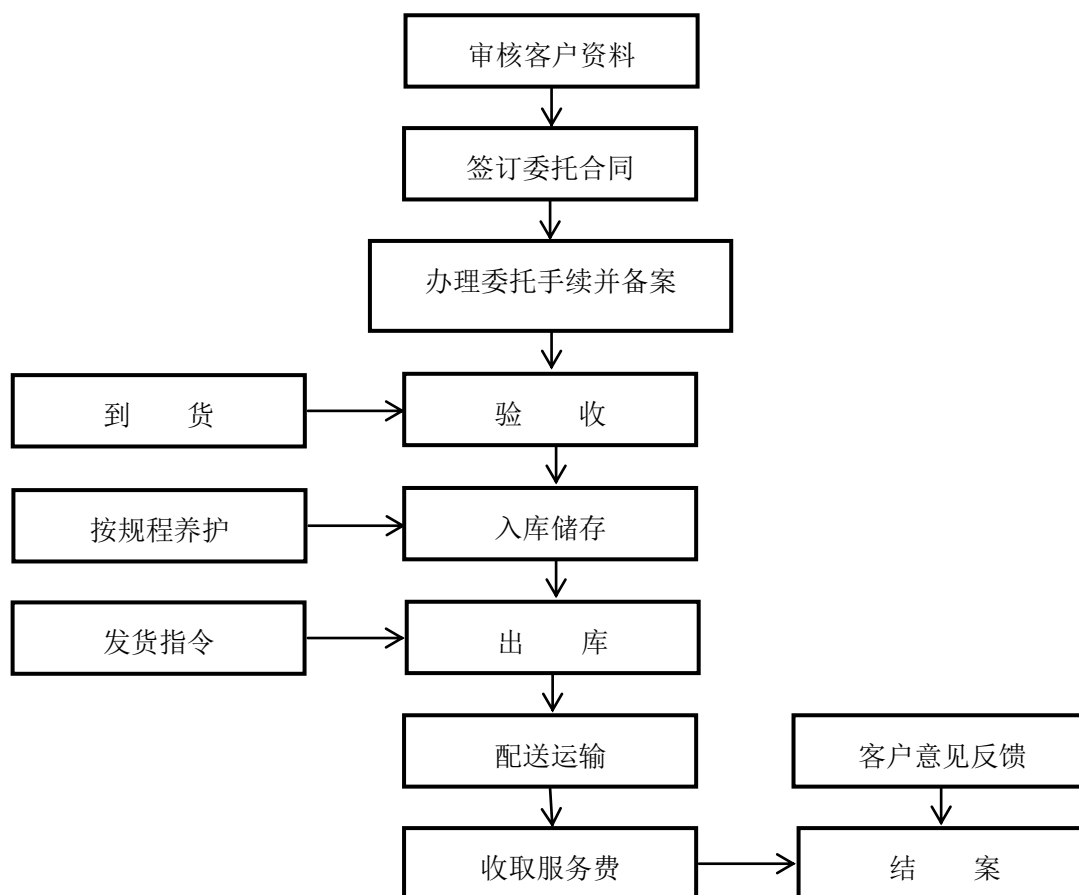 审核客户资料
签订委托合同
办理委托手续并备案
到 货
验 收
按规程养护
入库储存
发货指令
出 库
配送运输
客户意见反馈
收取服务费
结 案